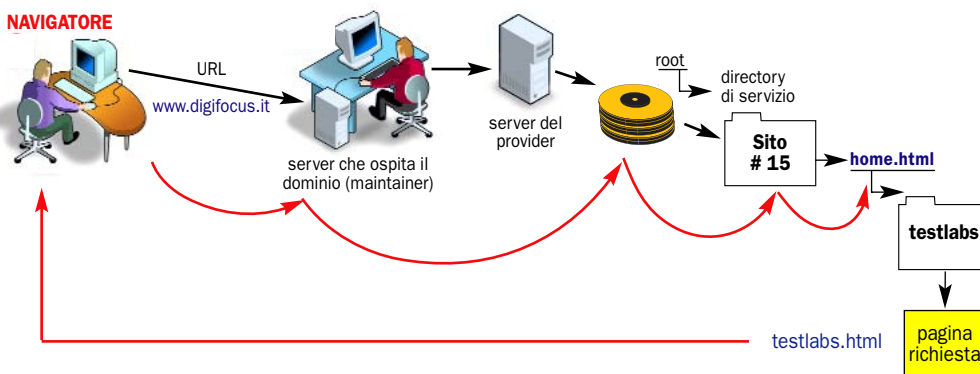 NAVIGATORE
URL
www.digifocus.it
server che ospita il
dominio (maintainer)
server del
provider
root
directory
di servizio
Sito
# 15
home.html
testlabs
testlabs.html
pagina
richiesta